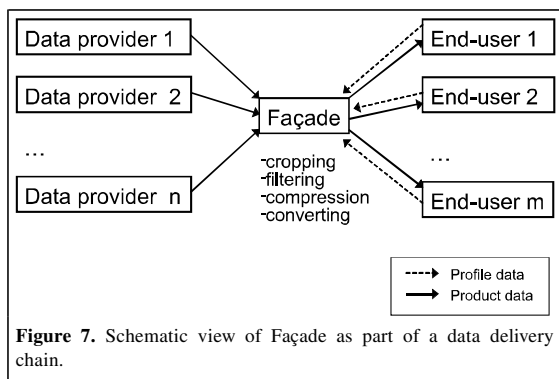 Data provider 1
Data provider 2
...
Data provider n
Façade
-cropping
-filtering
-compression
-converting
End-user 1
End-user 2
...
End-user m
Profile data
Product data
Figure 7. Schematic view of Façade as part of a data delivery
chain.